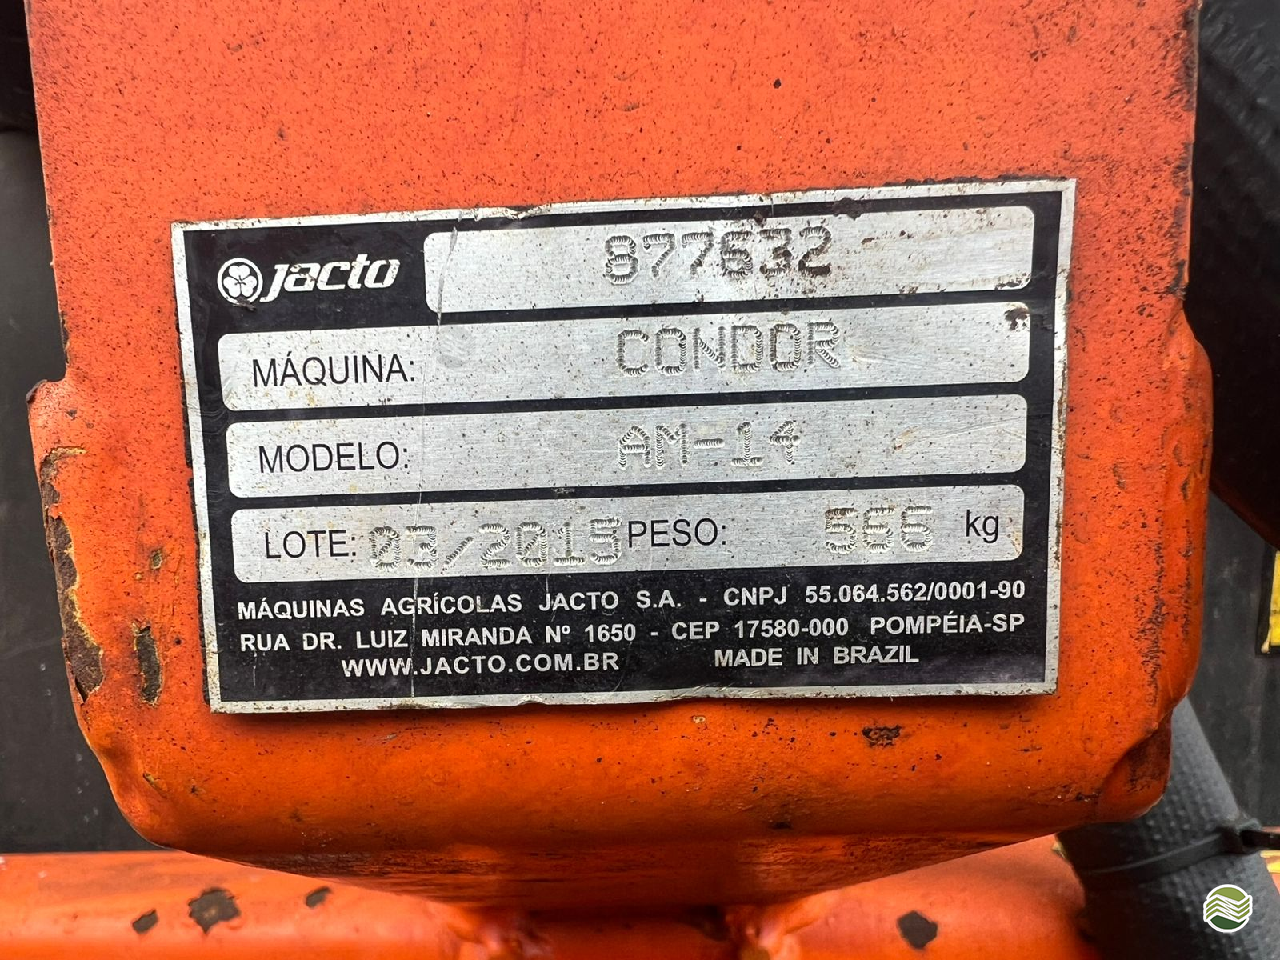 jacto 877632
MÁQUINA: CONDOR
MODELO: AM-14
LOTE: 03/2015 PESO: 566 kg
MÁQUINAS AGRÍCOLAS JACTO S.A. - CNPJ 55.064.562/0001-90
RUA DR. LUIZ MIRANDA Nº 1650 - CEP 17580-000 POMPÉIA-SP
WWW.JACTO.COM.BR MADE IN BRAZIL